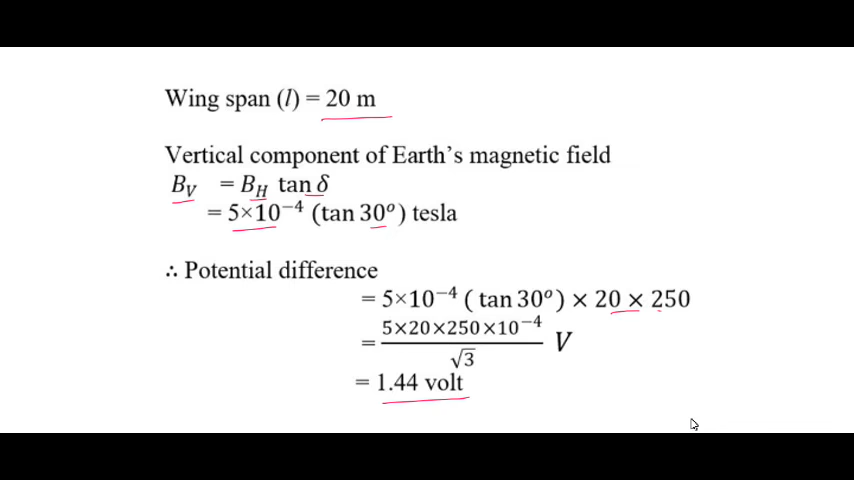 Wing span (l) = 20 m
Vertical component of Earth's magnetic field
B_V = B_H tan δ
= 5×10⁻⁴ (tan 30°) tesla
∴ Potential difference
= 5×10⁻⁴ ( tan 30°) × 20 × 250
= 5×20×250×10⁻⁴ / √3 V
= 1.44 volt